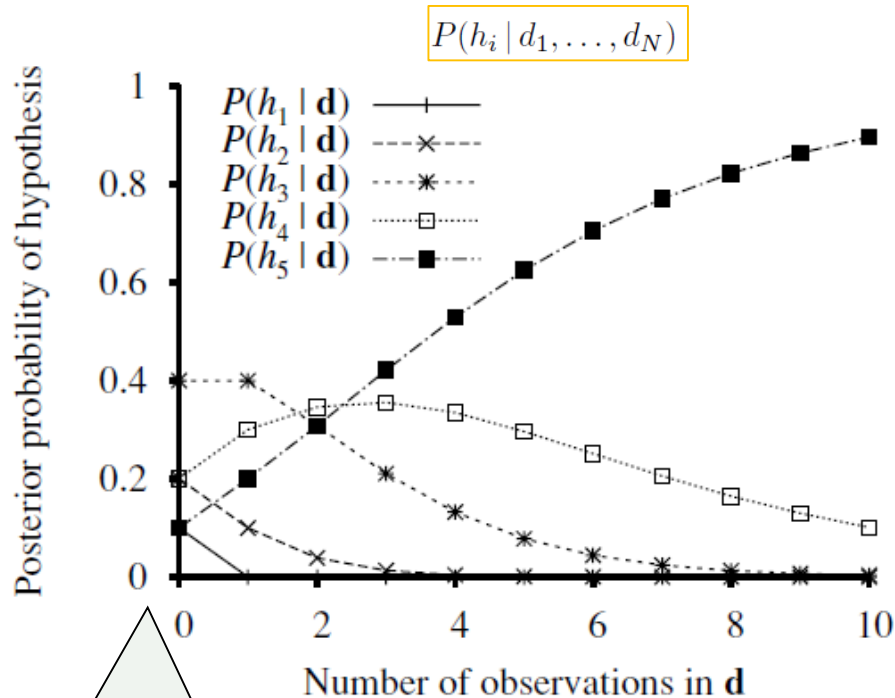 P(h_i | d_1, . . . , d_N)
Posterior probability of hypothesis
1
0.8
0.6
0.4
0.2
0
P(h_1 | d)
P(h_2 | d)
P(h_3 | d)
P(h_4 | d)
P(h_5 | d)
0 2 4 6 8 10
Number of observations in d